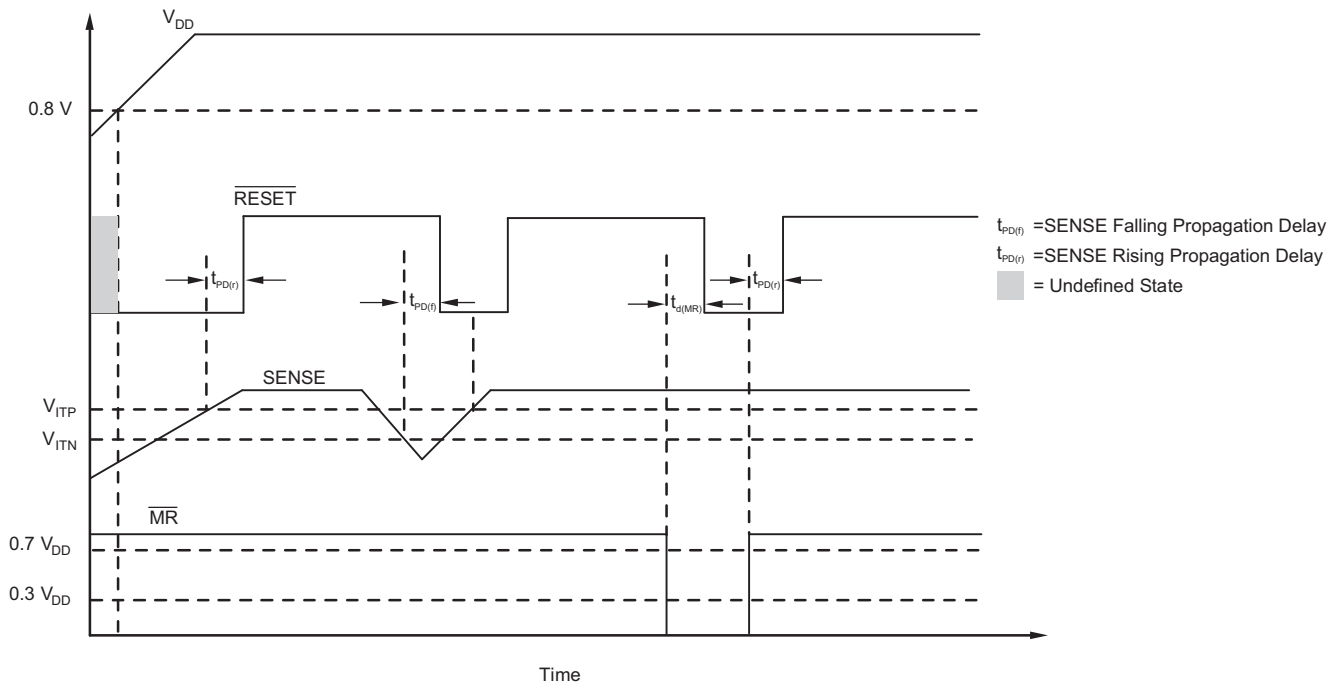 V_DD
0.8 V
RESET
t_PD(r)
t_PD(f)
t_d(MR)
t_PD(r)
t_PD(f) =SENSE Falling Propagation Delay
t_PD(r) =SENSE Rising Propagation Delay
= Undefined State
SENSE
V_ITP
V_ITN
MR
0.7 V_DD
0.3 V_DD
Time